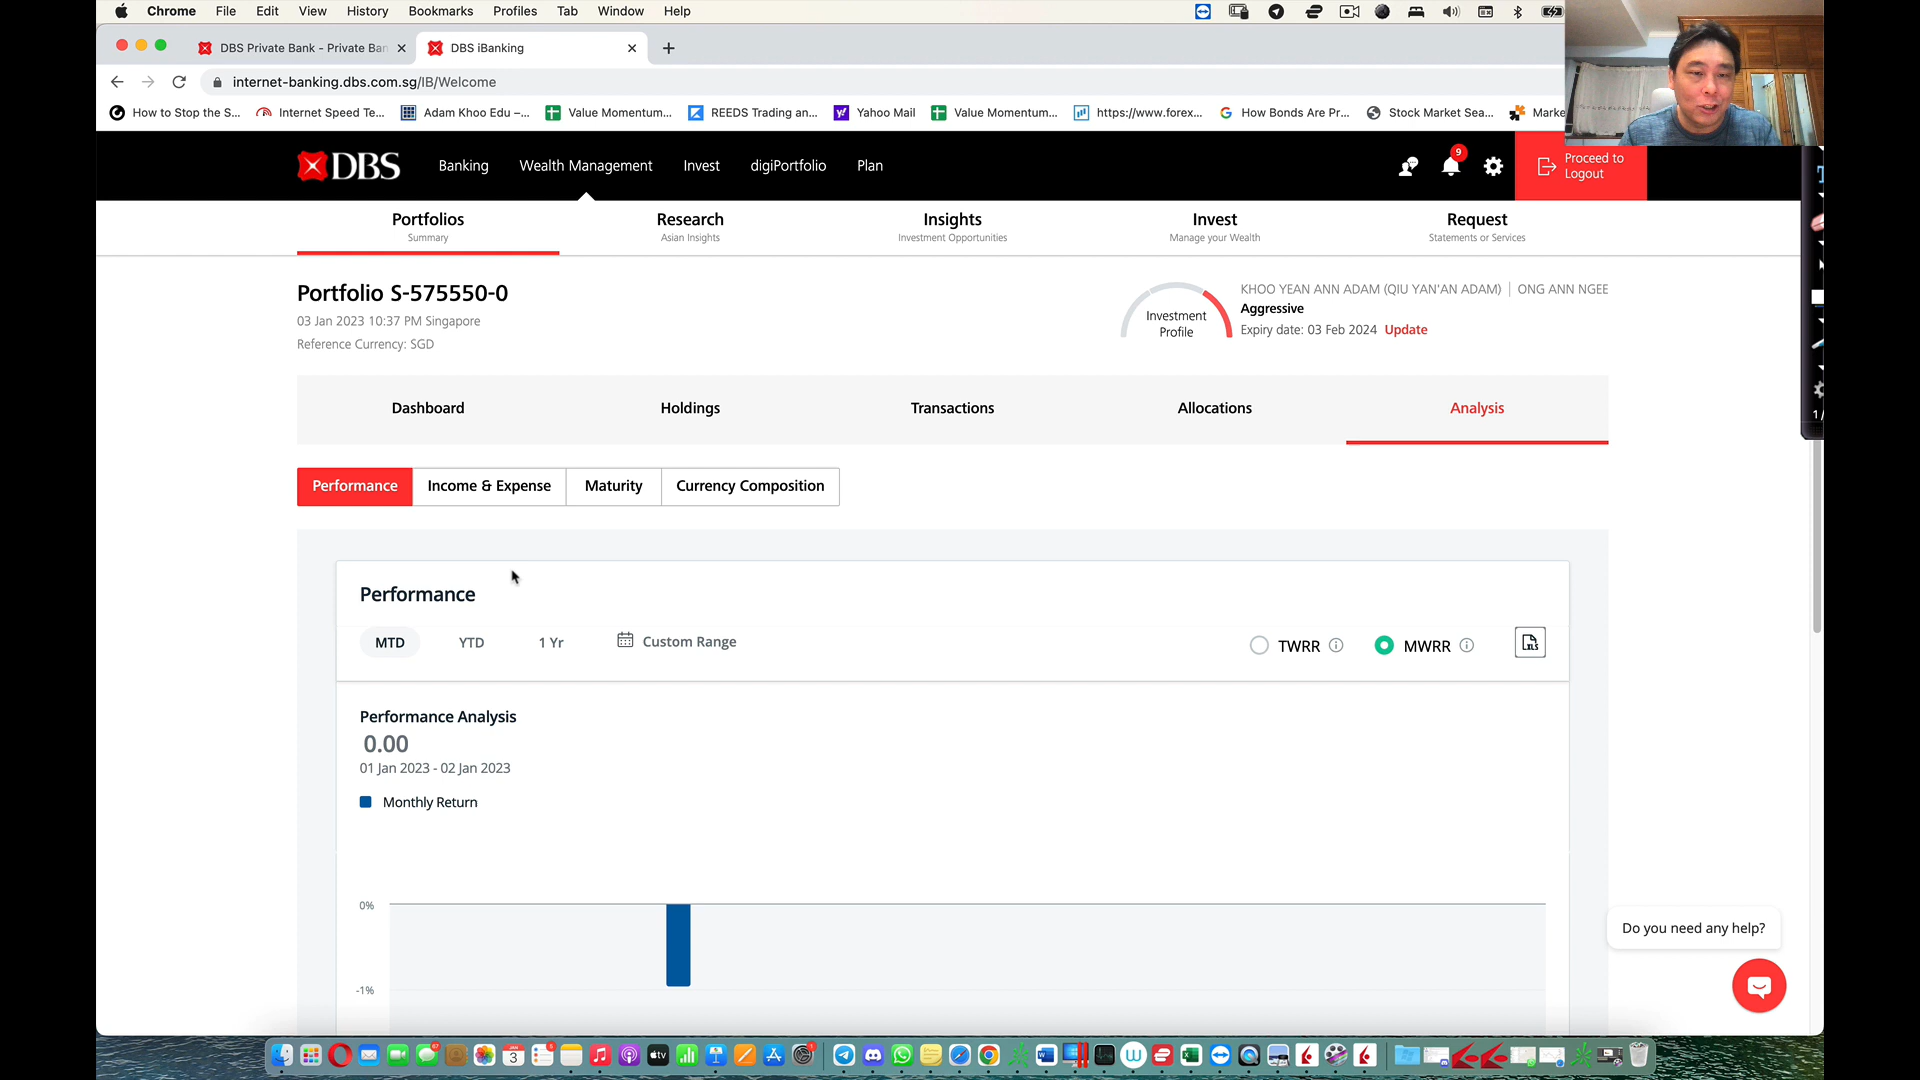 Chrome File Edit View History Bookmarks Profiles Tab Window Help
DBS Private Bank - Private Ban
DBS iBanking
internet-banking.dbs.com.sg/IB/Welcome
How to Stop the S...
Internet Speed Te...
Adam Khoo Edu –...
Value Momentum...
REEDS Trading an...
Yahoo Mail
Value Momentum...
https://www.forex...
How Bonds Are Pr...
Stock Market Sea...
Marke
DBS
Banking
Wealth Management
Invest
digiPortfolio
Plan
9
Proceed to
Logout
Portfolios
Summary
Research
Asian Insights
Insights
Investment Opportunities
Invest
Manage your Wealth
Request
Statements or Services
Portfolio S-575550-0
03 Jan 2023 10:37 PM Singapore
Reference Currency: SGD
Investment
Profile
KHOO YEAN ANN ADAM (QIU YAN'AN ADAM) | ONG ANN NGEE
Aggressive
Expiry date: 03 Feb 2024 Update
Dashboard
Holdings
Transactions
Allocations
Analysis
Performance
Income & Expense
Maturity
Currency Composition
Performance
MTD
YTD
1 Yr
Custom Range
TWRR
MWRR
XLS
Performance Analysis
0.00
01 Jan 2023 - 02 Jan 2023
Monthly Return
0%
-1%
Do you need any help?